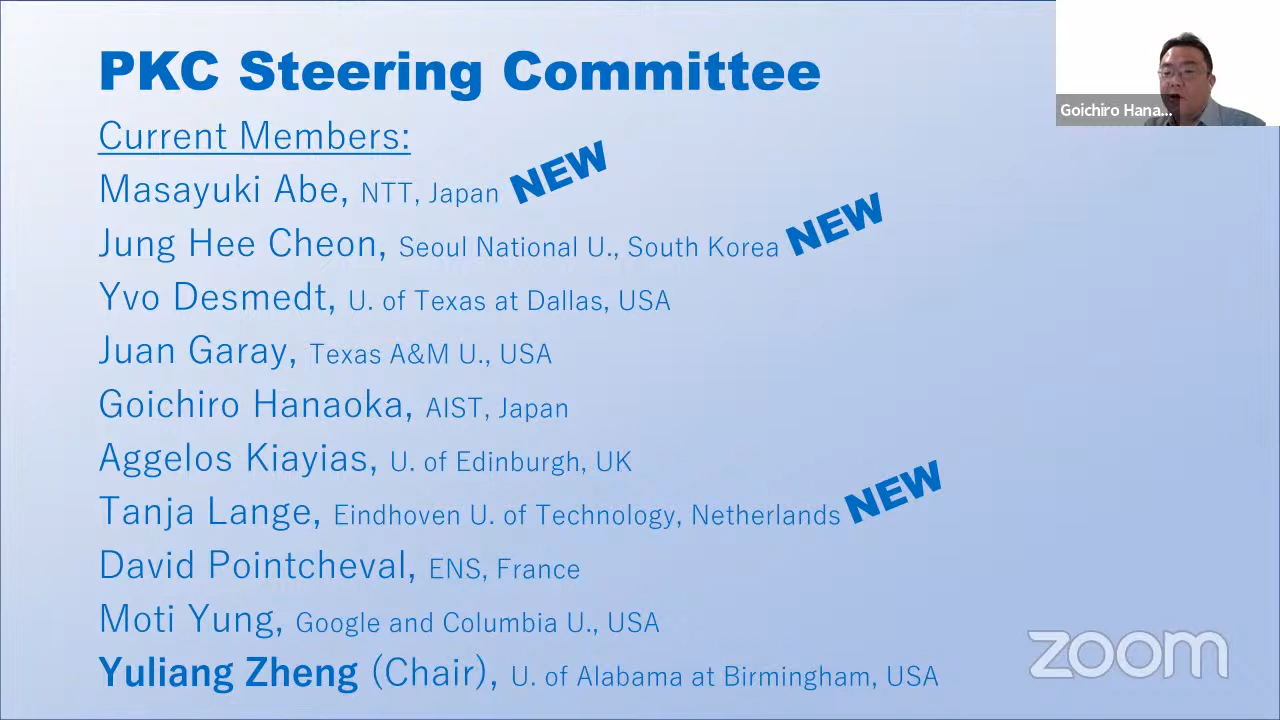 PKC Steering Committee
Goichiro Hana...
Current Members:
Masayuki Abe, NTT, Japan NEW
Jung Hee Cheon, Seoul National U., South Korea NEW
Yvo Desmedt, U. of Texas at Dallas, USA
Juan Garay, Texas A&M U., USA
Goichiro Hanaoka, AIST, Japan
Aggelos Kiayias, U. of Edinburgh, UK
Tanja Lange, Eindhoven U. of Technology, Netherlands NEW
David Pointcheval, ENS, France
Moti Yung, Google and Columbia U., USA
Yuliang Zheng (Chair), U. of Alabama at Birmingham, USA
zoom